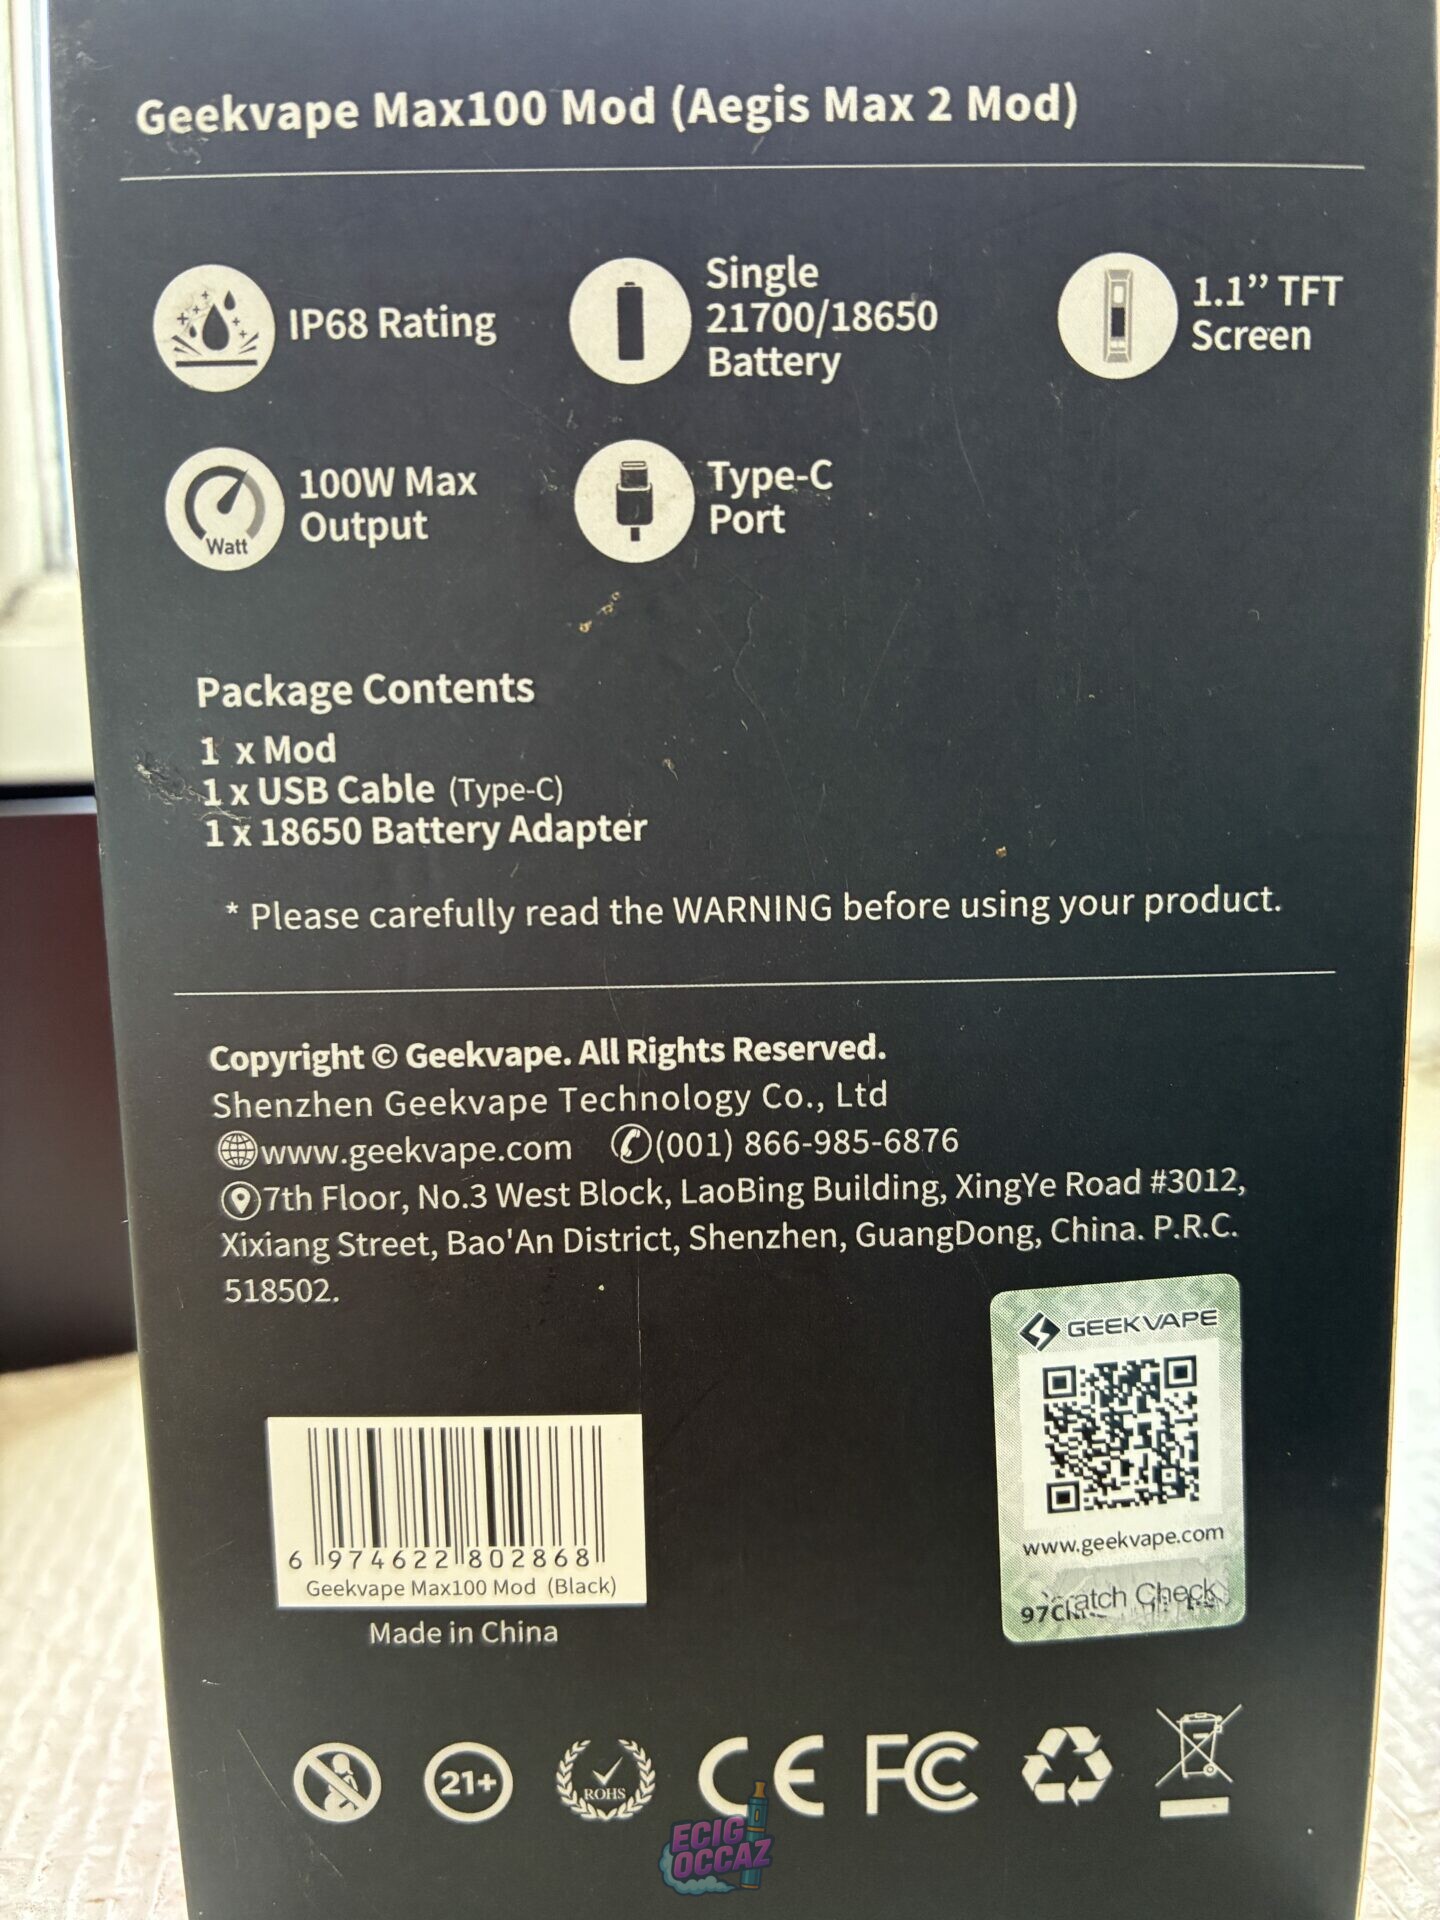 Geekvape Max100 Mod (Aegis Max 2 Mod)
IP68 Rating
Single
21700/18650
Battery
1.1” TFT
Screen
Watt
100W Max
Output
Type-C
Port
Package Contents
1 x Mod
1 x USB Cable (Type-C)
1 x 18650 Battery Adapter
* Please carefully read the WARNING before using your product.
Copyright © Geekvape. All Rights Reserved.
Shenzhen Geekvape Technology Co., Ltd
www.geekvape.com (001) 866-985-6876
7th Floor, No.3 West Block, LaoBing Building, XingYe Road #3012,
Xixiang Street, Bao'An District, Shenzhen, GuangDong, China. P.R.C.
518502.
GEEKVAPE
www.geekvape.com
Check
6 974622 802868
Geekvape Max100 Mod (Black)
Made in China
21+
ROHS
CE
FC
ECIG
OCCAZ